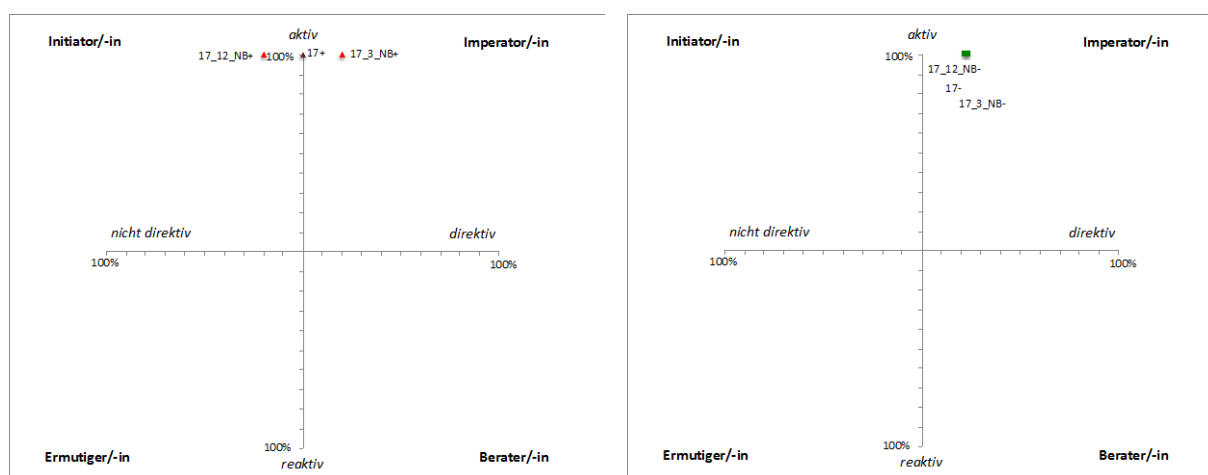 Initiator/-in
aktiv
Imperator/-in
17_12_NB+
100%
17+
17_3_NB+
nicht direktiv
direktiv
100%
100%
100%
Ermutiger/-in
reaktiv
Berater/-in
Initiator/-in
aktiv
Imperator/-in
100%
17_12_NB-
17-
17_3_NB-
nicht direktiv
direktiv
100%
100%
100%
Ermutiger/-in
reaktiv
Berater/-in